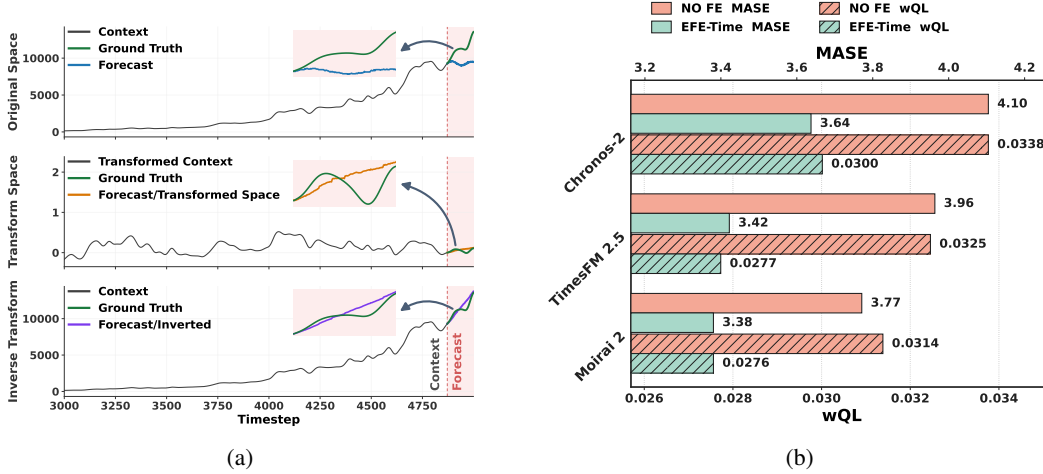 Original Space
Context
Ground Truth
Forecast
10000
5000
0
Transform Space
Transformed Context
Ground Truth
Forecast/Transformed Space
2
1
0
Inverse Transform
Context
Ground Truth
Forecast/Inverted
10000
5000
0
Context
Forecast
3000 3250 3500 3750 4000 4250 4500 4750
Timestep
(a)
NO FE MASE NO FE wQL
EFE-Time MASE EFE-Time wQL
MASE
3.2 3.4 3.6 3.8 4.0 4.2
Chronos-2
4.10
3.64
0.0338
0.0300
TimesFM 2.5
3.96
3.42
0.0325
0.0277
Moirai 2
3.77
3.38
0.0314
0.0276
0.026 0.028 0.030 0.032 0.034
wQL
(b)